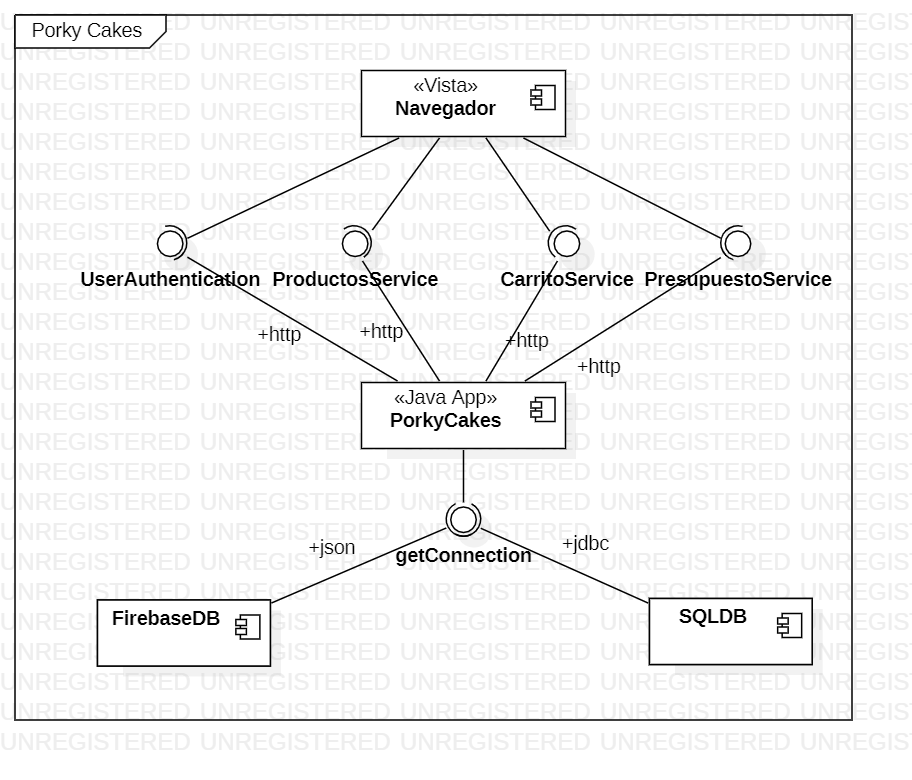 Porky Cakes
«Vista»
Navegador
UserAuthentication
ProductosService
CarritoService
PresupuestoService
+http
+http
+http
+http
«Java App»
PorkyCakes
getConnection
+json
+jdbc
FirebaseDB
SQLDB
UNREGISTERED